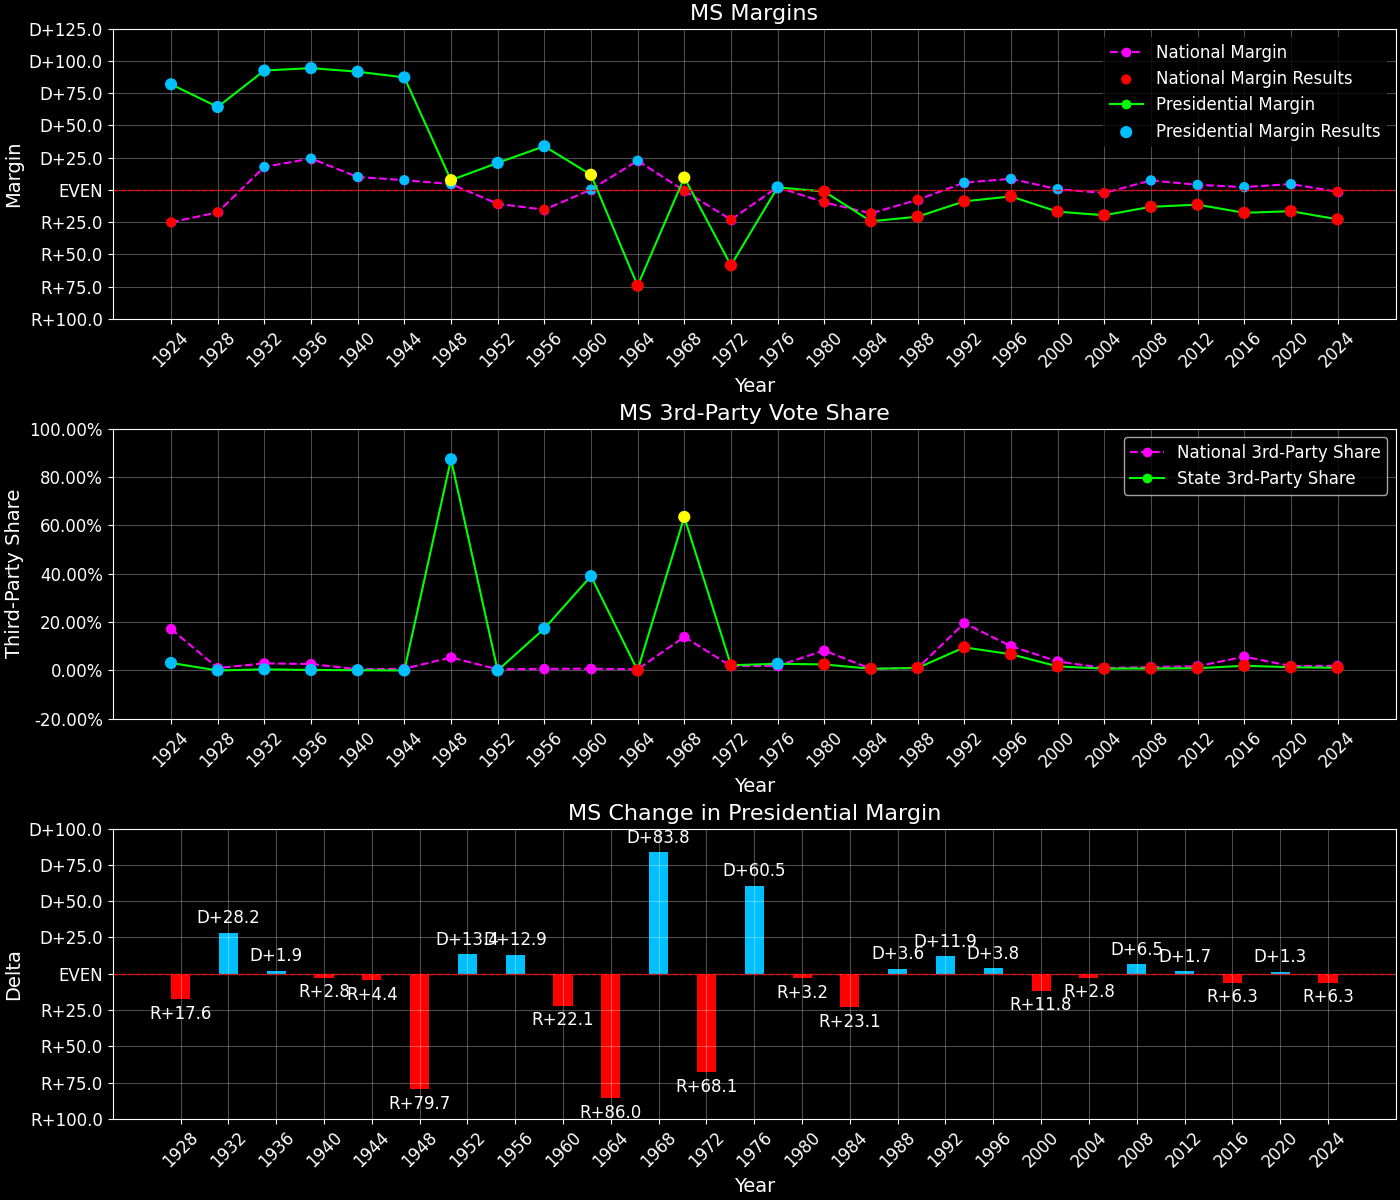 MS Margins
D+125.0
D+100.0
D+75.0
D+50.0
D+25.0
EVEN
R+25.0
R+50.0
R+75.0
R+100.0
Margin
National Margin
National Margin Results
Presidential Margin
Presidential Margin Results
1924 1928 1932 1936 1940 1944 1948 1952 1956 1960 1964 1968 1972 1976 1980 1984 1988 1992 1996 2000 2004 2008 2012 2016 2020 2024
Year
MS 3rd-Party Vote Share
100.00%
80.00%
60.00%
40.00%
20.00%
0.00%
-20.00%
Third-Party Share
National 3rd-Party Share
State 3rd-Party Share
1924 1928 1932 1936 1940 1944 1948 1952 1956 1960 1964 1968 1972 1976 1980 1984 1988 1992 1996 2000 2004 2008 2012 2016 2020 2024
Year
MS Change in Presidential Margin
D+100.0
D+75.0
D+50.0
D+25.0
EVEN
R+25.0
R+50.0
R+75.0
R+100.0
Delta
R+17.6
D+28.2
D+1.9
R+2.8
R+4.4
R+79.7
D+13.4
D+12.9
R+22.1
R+86.0
D+83.8
R+68.1
D+60.5
R+3.2
R+23.1
D+3.6
D+11.9
D+3.8
R+11.8
R+2.8
D+6.5
D+1.7
R+6.3
D+1.3
R+6.3
1928 1932 1936 1940 1944 1948 1952 1956 1960 1964 1968 1972 1976 1980 1984 1988 1992 1996 2000 2004 2008 2012 2016 2020 2024
Year